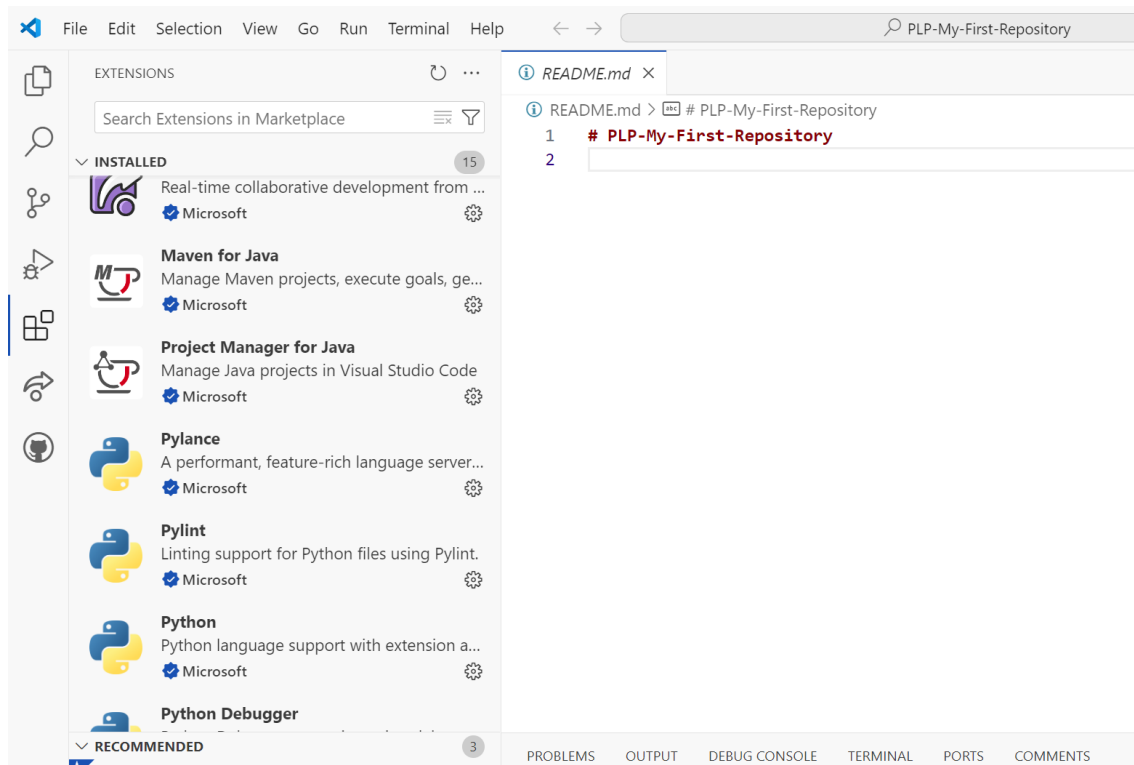 File Edit Selection View Go Run Terminal Help
PLP-My-First-Repository
EXTENSIONS
Search Extensions in Marketplace
INSTALLED
15
Real-time collaborative development from ...
Microsoft
Maven for Java
Manage Maven projects, execute goals, ge...
Microsoft
Project Manager for Java
Manage Java projects in Visual Studio Code
Microsoft
Pylance
A performant, feature-rich language server...
Microsoft
Pylint
Linting support for Python files using Pylint.
Microsoft
Python
Python language support with extension a...
Microsoft
Python Debugger
RECOMMENDED
3
README.md
README.md > # PLP-My-First-Repository
1 # PLP-My-First-Repository
2
PROBLEMS OUTPUT DEBUG CONSOLE TERMINAL PORTS COMMENTS